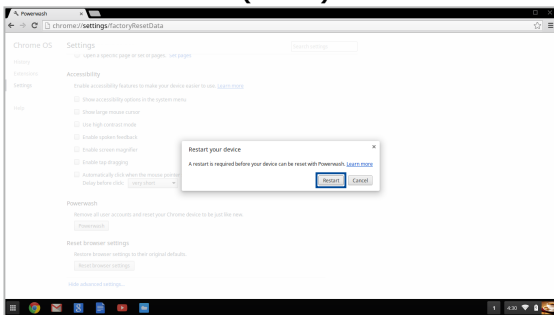 Powerwash
chrome://settings/factoryResetData
Chrome OS
Settings
Search settings
Open a specific page or set of pages. Set pages
History
Extensions
Settings
Help
Accessibility
Enable accessibility features to make your device easier to use. Learn more
Show accessibility options in the system menu
Show large mouse cursor
Use high contrast mode
Enable spoken feedback
Enable screen magnifier
Enable tap dragging
Automatically click when the mouse pointer
Delay before click: very short
Restart your device
A restart is required before your device can be reset with Powerwash. Learn more
Restart
Cancel
Powerwash
Remove all user accounts and reset your Chrome device to be just like new.
Powerwash
Reset browser settings
Restore browser settings to their original defaults.
Reset browser settings
Hide advanced settings...
1
4:30